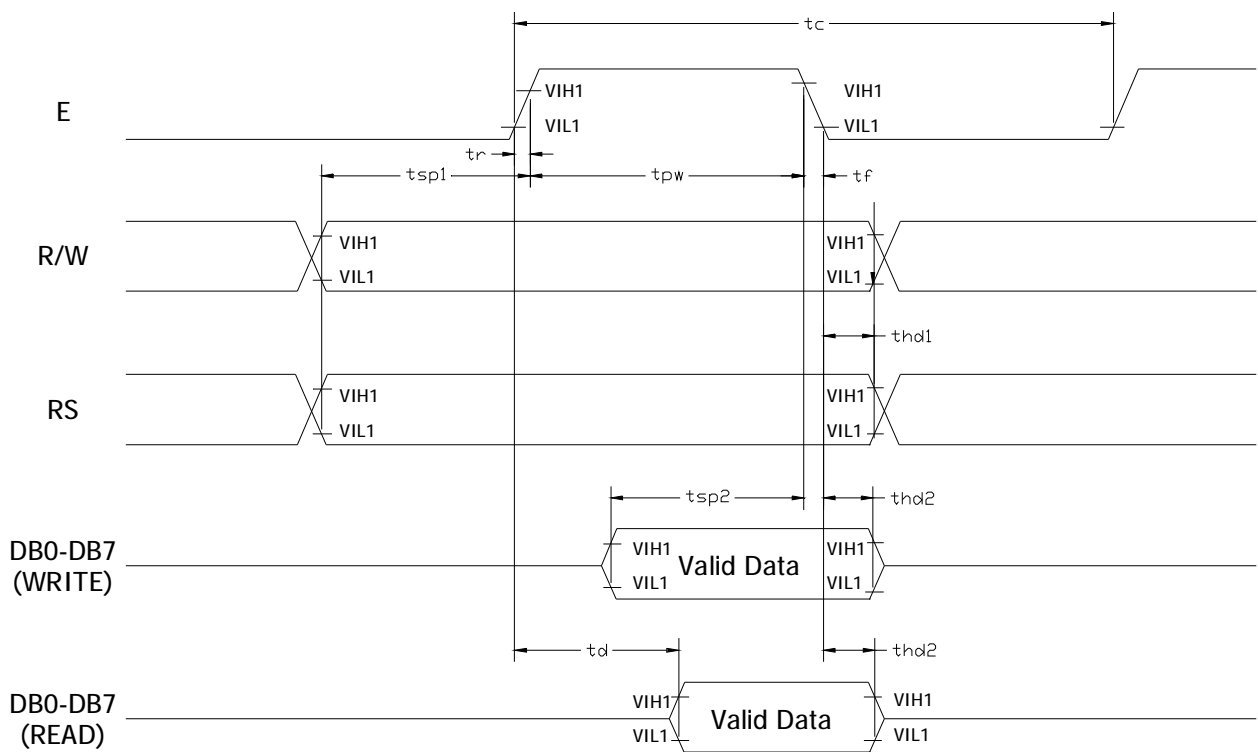 tc
E
VIH1
VIH1
VIL1
VIL1
tr
tsp1
tpw
tf
R/W
VIH1
VIH1
VIL1
VIL1
thd1
RS
VIH1
VIH1
VIL1
VIL1
tsp2
thd2
DB0-DB7
(WRITE)
VIH1
Valid Data
VIH1
VIL1
VIL1
td
thd2
DB0-DB7
(READ)
VIH1
Valid Data
VIH1
VIL1
VIL1